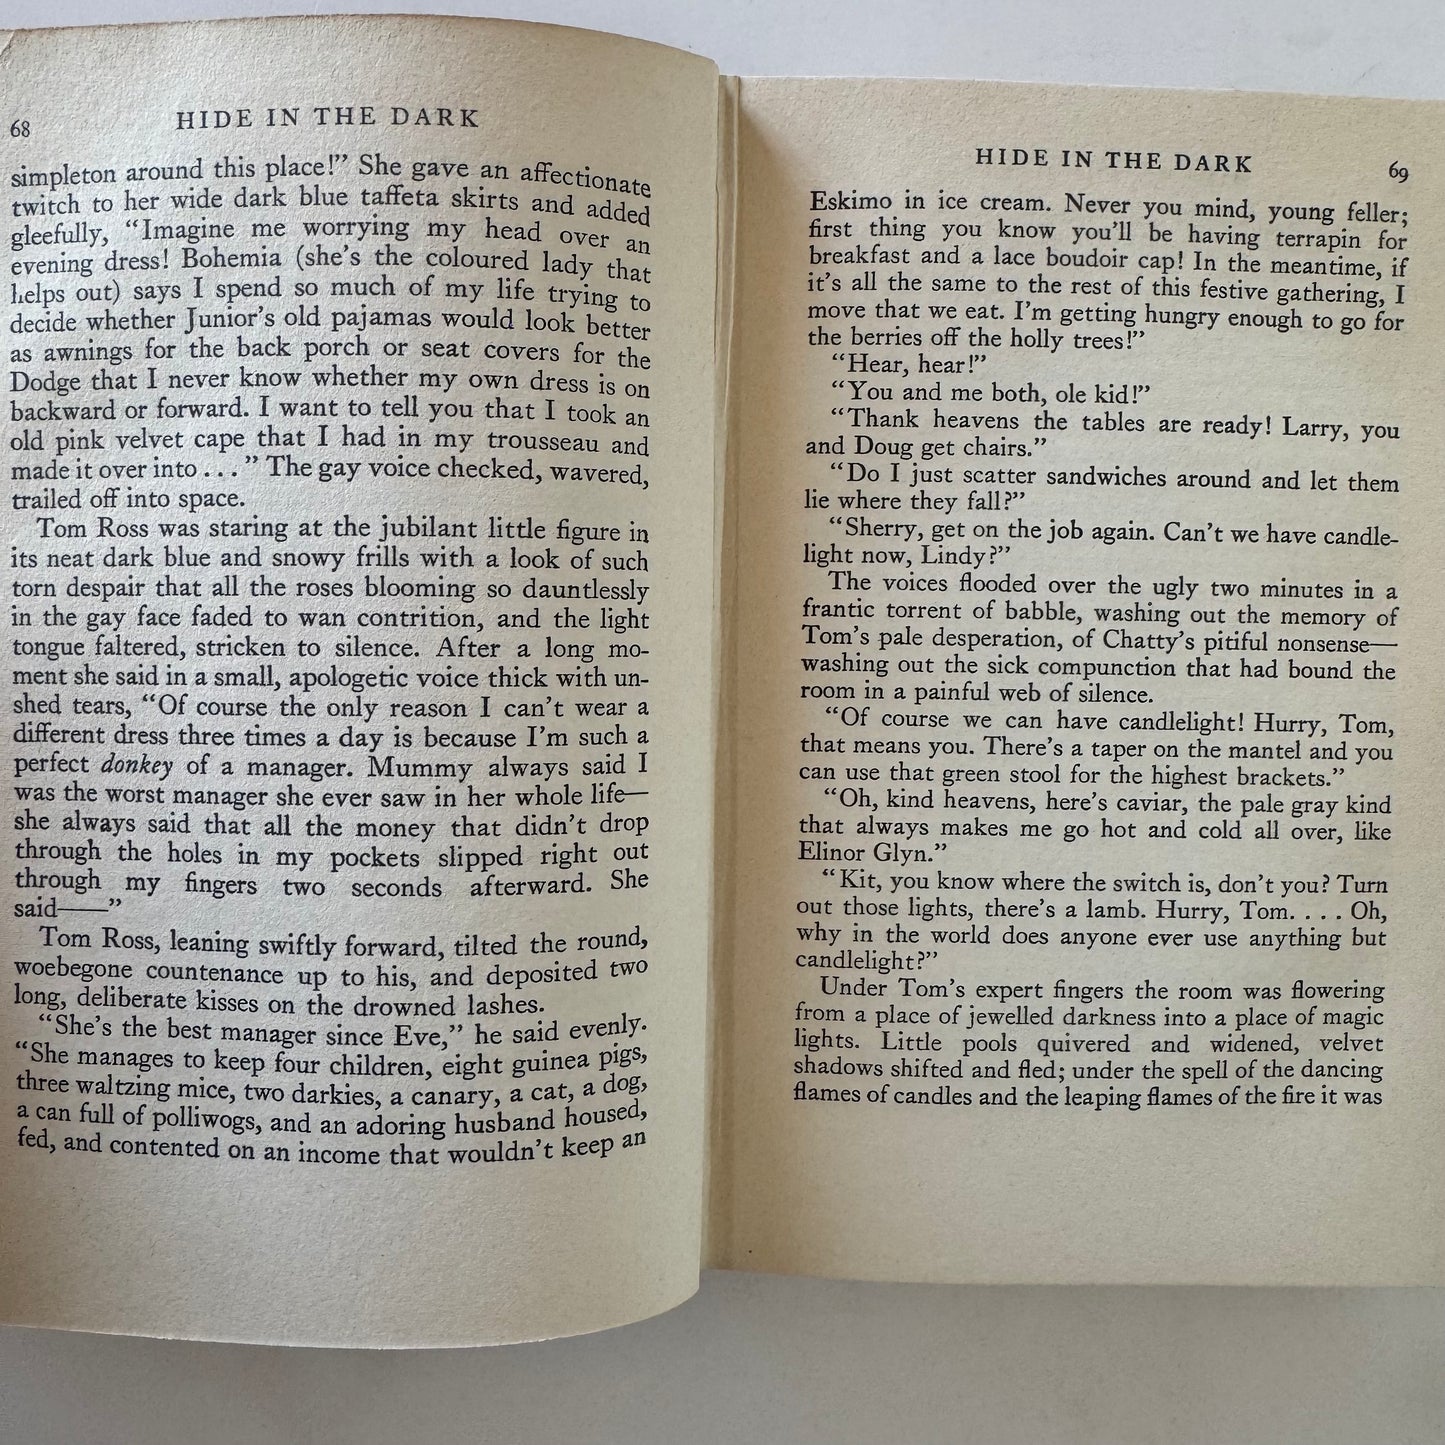 68
HIDE IN THE DARK
simpleton around this place!” She gave an affectionate
twitch to her wide dark blue taffeta skirts and added
gleefully, “Imagine me worrying my head over an
evening dress! Bohemia (she’s the coloured lady that
helps out) says I spend so much of my life trying to
decide whether Junior’s old pajamas would look better
as awnings for the back porch or seat covers for the
Dodge that I never know whether my own dress is on
backward or forward. I want to tell you that I took an
old pink velvet cape that I had in my trousseau and
made it over into . . . ” The gay voice checked, wavered,
trailed off into space.
Tom Ross was staring at the jubilant little figure in
its neat dark blue and snowy frills with a look of such
torn despair that all the roses blooming so dauntlessly
in the gay face faded to wan contrition, and the light
tongue faltered, stricken to silence. After a long mo-
ment she said in a small, apologetic voice thick with un-
shed tears, “Of course the only reason I can’t wear a
different dress three times a day is because I’m such a
perfect donkey of a manager. Mummy always said I
was the worst manager she ever saw in her whole life—
she always said that all the money that didn’t drop
through the holes in my pockets slipped right out
through my fingers two seconds afterward. She
said——”
Tom Ross, leaning swiftly forward, tilted the round,
woebegone countenance up to his, and deposited two
long, deliberate kisses on the drowned lashes.
“She’s the best manager since Eve,” he said evenly.
“She manages to keep four children, eight guinea pigs,
three waltzing mice, two darkies, a canary, a cat, a dog,
a can full of polliwogs, and an adoring husband housed,
fed, and contented on an income that wouldn’t keep an
HIDE IN THE DARK
69
Eskimo in ice cream. Never you mind, young feller;
first thing you know you’ll be having terrapin for
breakfast and a lace boudoir cap! In the meantime, if
it’s all the same to the rest of this festive gathering, I
move that we eat. I’m getting hungry enough to go for
the berries off the holly trees!”
“Hear, hear!”
“You and me both, ole kid!”
“Thank heavens the tables are ready! Larry, you
and Doug get chairs.”
“Do I just scatter sandwiches around and let them
lie where they fall?”
“Sherry, get on the job again. Can’t we have candle-
light now, Lindy?”
The voices flooded over the ugly two minutes in a
frantic torrent of babble, washing out the memory of
Tom’s pale desperation, of Chatty’s pitiful nonsense—
washing out the sick compunction that had bound the
room in a painful web of silence.
“Of course we can have candlelight! Hurry, Tom,
that means you. There’s a taper on the mantel and you
can use that green stool for the highest brackets.”
“Oh, kind heavens, here’s caviar, the pale gray kind
that always makes me go hot and cold all over, like
Elinor Glyn.”
“Kit, you know where the switch is, don’t you? Turn
out those lights, there’s a lamb. Hurry, Tom. . . . Oh,
why in the world does anyone ever use anything but
candlelight?”
Under Tom’s expert fingers the room was flowering
from a place of jewelled darkness into a place of magic
lights. Little pools quivered and widened, velvet
shadows shifted and fled; under the spell of the dancing
flames of candles and the leaping flames of the fire it was